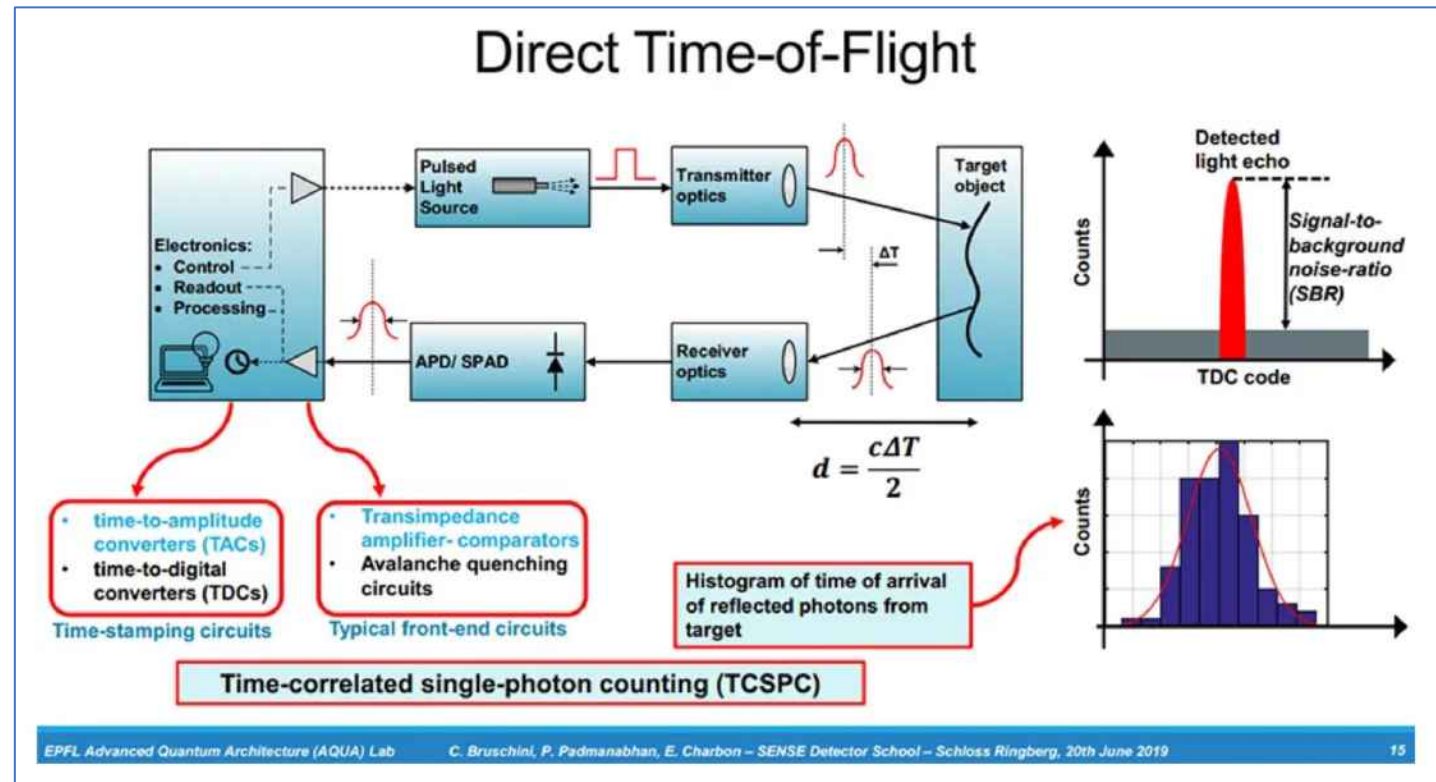 Direct Time-of-Flight
Electronics:
• Control
• Readout
• Processing
Pulsed
Light
Source
Transmitter
optics
Target
object
ΔT
APD/ SPAD
Receiver
optics
d = cΔT / 2
Detected
light echo
Counts
Signal-to-
background
noise-ratio
(SBR)
TDC code
• time-to-amplitude
converters (TACs)
• time-to-digital
converters (TDCs)
Time-stamping circuits
• Transimpedance
amplifier- comparators
• Avalanche quenching
circuits
Typical front-end circuits
Histogram of time of arrival
of reflected photons from
target
Counts
Time-correlated single-photon counting (TCSPC)
EPFL Advanced Quantum Architecture (AQUA) Lab C. Bruschini, P. Padmanabhan, E. Charbon – SENSE Detector School – Schloss Ringberg, 20th June 2019 15